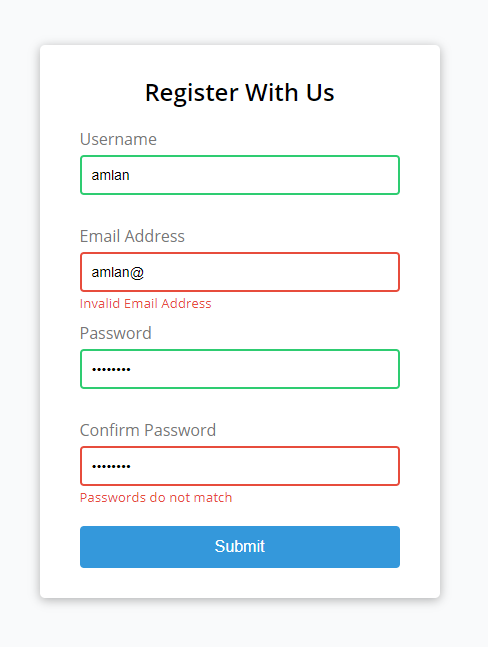 Register With Us
Username
amlan
Email Address
amlan@
Invalid Email Address
Password
••••••••
Confirm Password
••••••••
Passwords do not match
Submit